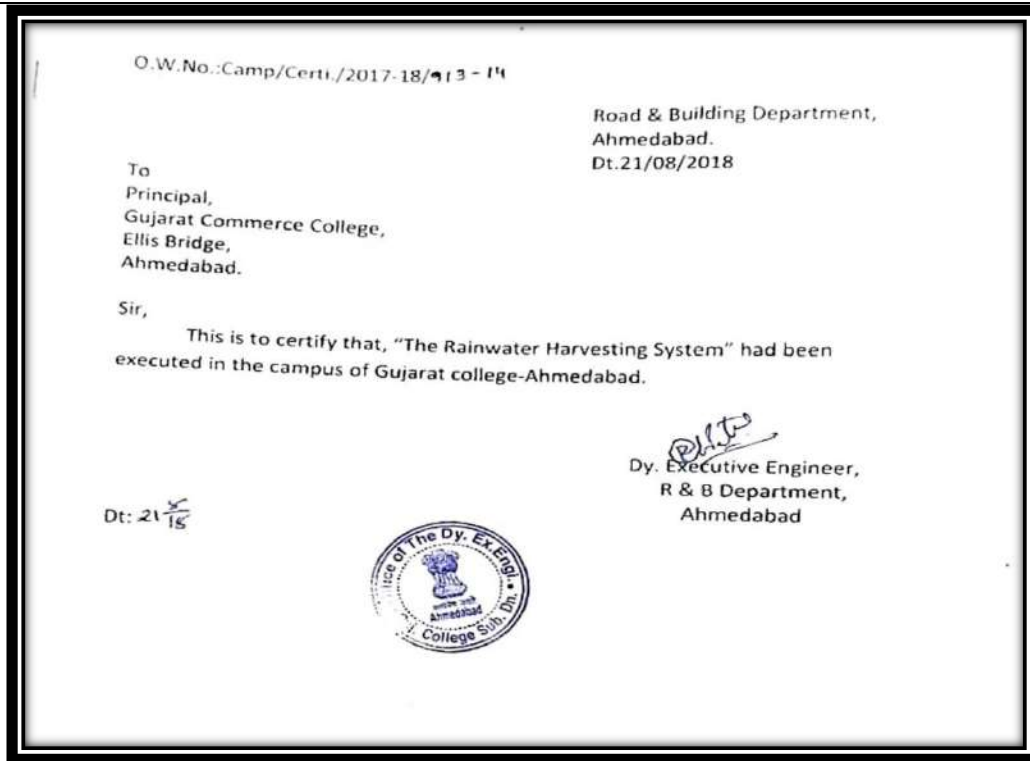 O.W.No.:Camp/Certi./2017-18/913-14
Road & Building Department,
Ahmedabad.
Dt.21/08/2018
To
Principal,
Gujarat Commerce College,
Ellis Bridge,
Ahmedabad.
Sir,
This is to certify that, “The Rainwater Harvesting System” had been
executed in the campus of Gujarat college-Ahmedabad.
Dy. Executive Engineer,
R & B Department,
Ahmedabad
Dt: 21
of The Dy. Ex.Engi.
Ahmedabad
College Sub. Dn.